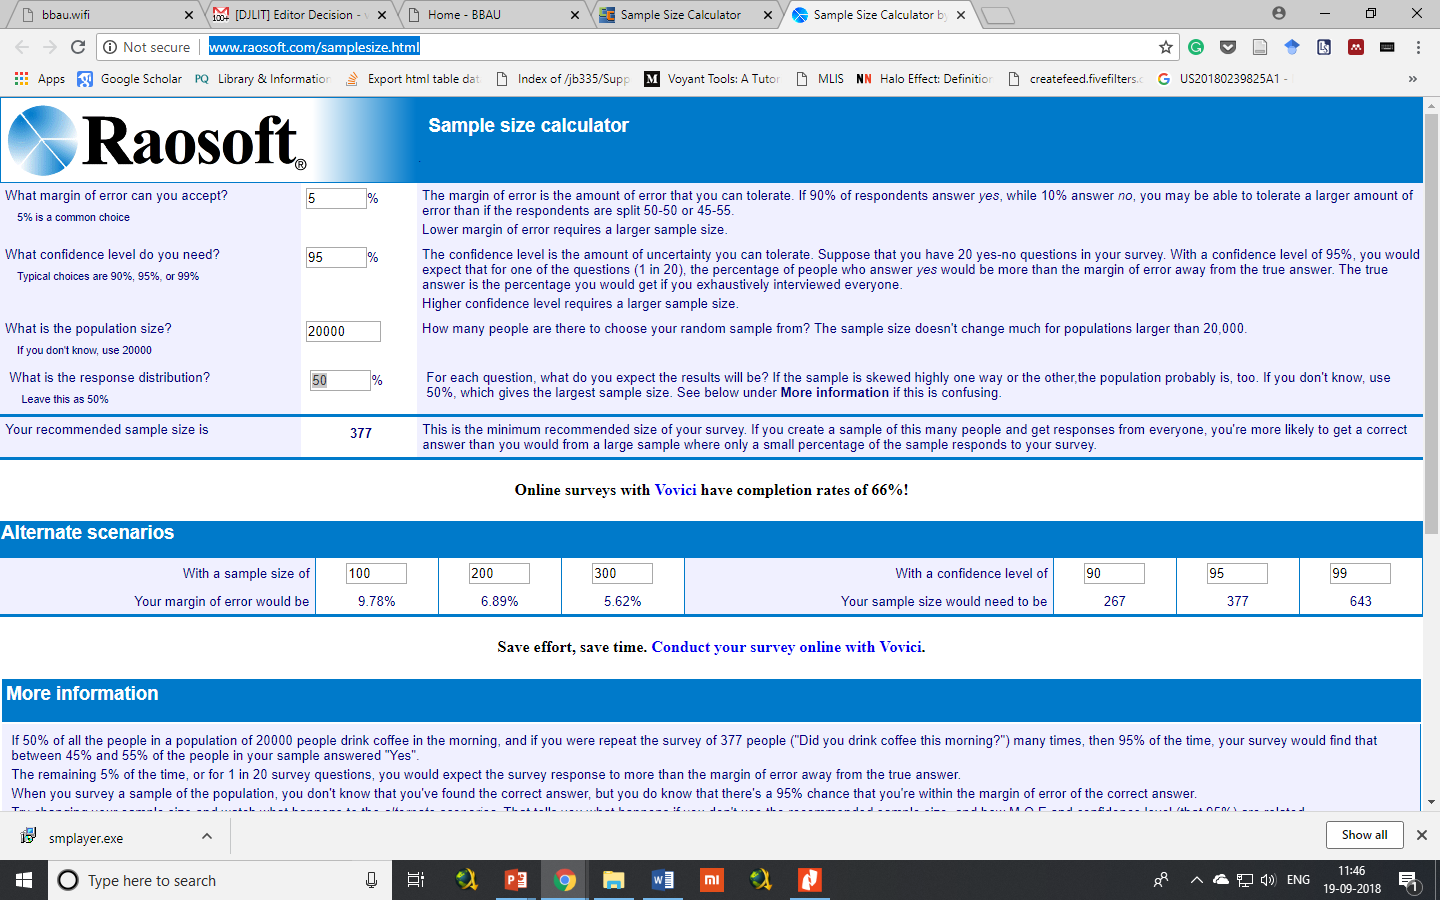 bbau.wifi
[DJLIT] Editor Decision -
Home - BBAU
Sample Size Calculator
Sample Size Calculator by
Not secure
www.raosoft.com/samplesize.html
Apps
Google Scholar
PQ Library & Information
Export html table dat
Index of /jb335/Supp
M Voyant Tools: A Tutor
MLIS
NN Halo Effect: Definition
createfeed.fivefilters.
G US20180239825A1 -
»
Raosoft®
Sample size calculator
What margin of error can you accept?
5% is a common choice
5 %
The margin of error is the amount of error that you can tolerate. If 90% of respondents answer yes, while 10% answer no, you may be able to tolerate a larger amount of
error than if the respondents are split 50-50 or 45-55.
Lower margin of error requires a larger sample size.
What confidence level do you need?
Typical choices are 90%, 95%, or 99%
95 %
The confidence level is the amount of uncertainty you can tolerate. Suppose that you have 20 yes-no questions in your survey. With a confidence level of 95%, you would
expect that for one of the questions (1 in 20), the percentage of people who answer yes would be more than the margin of error away from the true answer. The true
answer is the percentage you would get if you exhaustively interviewed everyone.
Higher confidence level requires a larger sample size.
What is the population size?
If you don't know, use 20000
20000
How many people are there to choose your random sample from? The sample size doesn't change much for populations larger than 20,000.
What is the response distribution?
Leave this as 50%
50 %
For each question, what do you expect the results will be? If the sample is skewed highly one way or the other,the population probably is, too. If you don't know, use
50%, which gives the largest sample size. See below under More information if this is confusing.
Your recommended sample size is
377
This is the minimum recommended size of your survey. If you create a sample of this many people and get responses from everyone, you're more likely to get a correct
answer than you would from a large sample where only a small percentage of the sample responds to your survey.
Online surveys with Vovici have completion rates of 66%!
Alternate scenarios
With a sample size of 100 200 300
Your margin of error would be 9.78% 6.89% 5.62%
With a confidence level of 90 95 99
Your sample size would need to be 267 377 643
Save effort, save time. Conduct your survey online with Vovici.
More information
If 50% of all the people in a population of 20000 people drink coffee in the morning, and if you were repeat the survey of 377 people ("Did you drink coffee this morning?") many times, then 95% of the time, your survey would find that
between 45% and 55% of the people in your sample answered "Yes".
The remaining 5% of the time, or for 1 in 20 survey questions, you would expect the survey response to more than the margin of error away from the true answer.
When you survey a sample of the population, you don't know that you've found the correct answer, but you do know that there's a 95% chance that you're within the margin of error of the correct answer.
smplayer.exe
Show all
Type here to search
ENG
11:46
19-09-2018
1